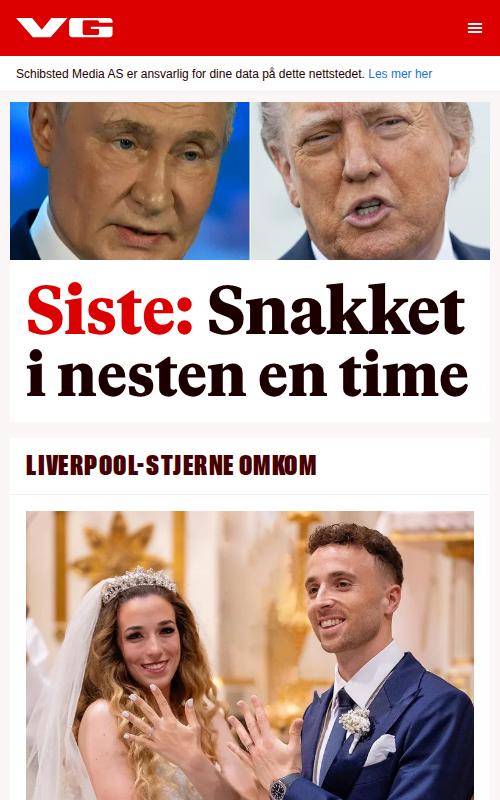 VG
Schibsted Media AS er ansvarlig for dine data på dette nettstedet. Les mer her
Siste: Snakket
i nesten en time
LIVERPOOL-STJERNE OMKOM